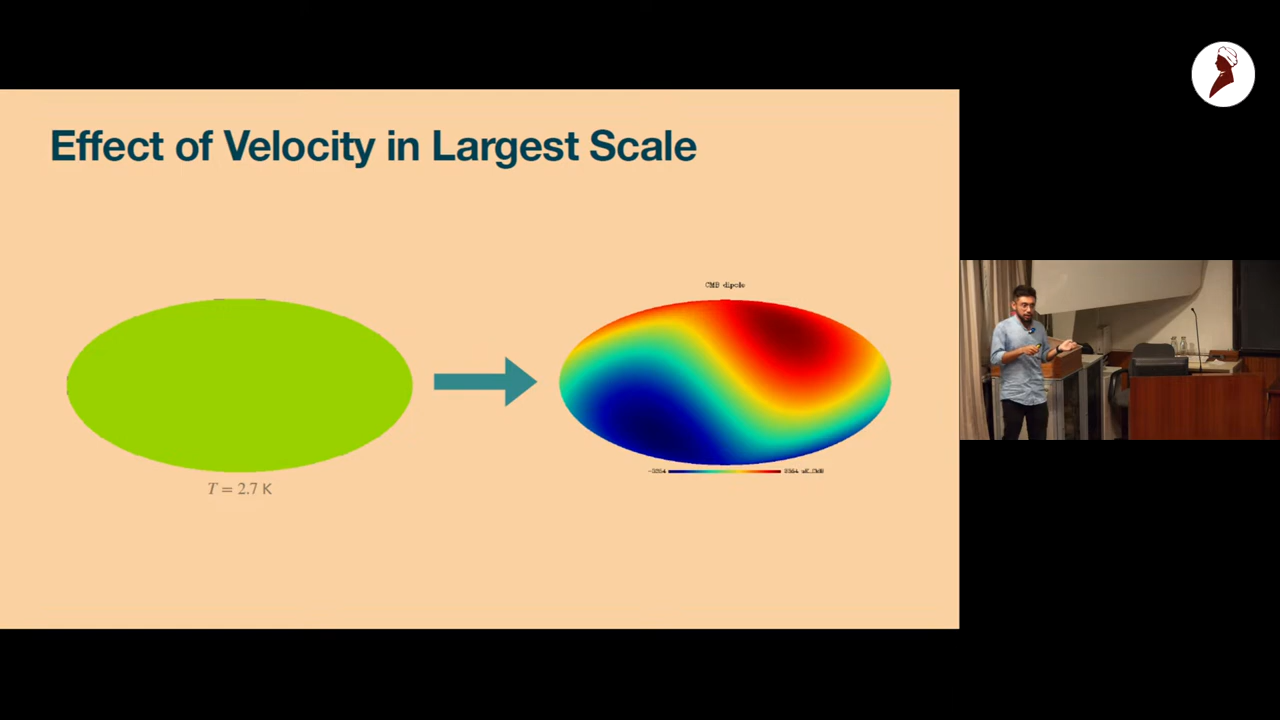 Effect of Velocity in Largest Scale
CMB dipole
T = 2.7 K